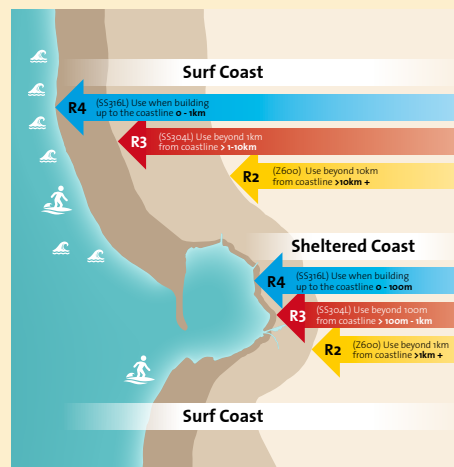 Surf Coast
R4
(SS316L) Use when building
up to the coastline 0 - 1km
R3
(SS304L) Use beyond 1km
from coastline > 1-10km
R2
(Z600) Use beyond 10km
from coastline >10km +
Sheltered Coast
R4
(SS316L) Use when building
up to the coastline 0 - 100m
R3
(SS304L) Use beyond 100m
from coastline > 100m - 1km
R2
(Z600) Use beyond 1km
from coastline >1km +
Surf Coast